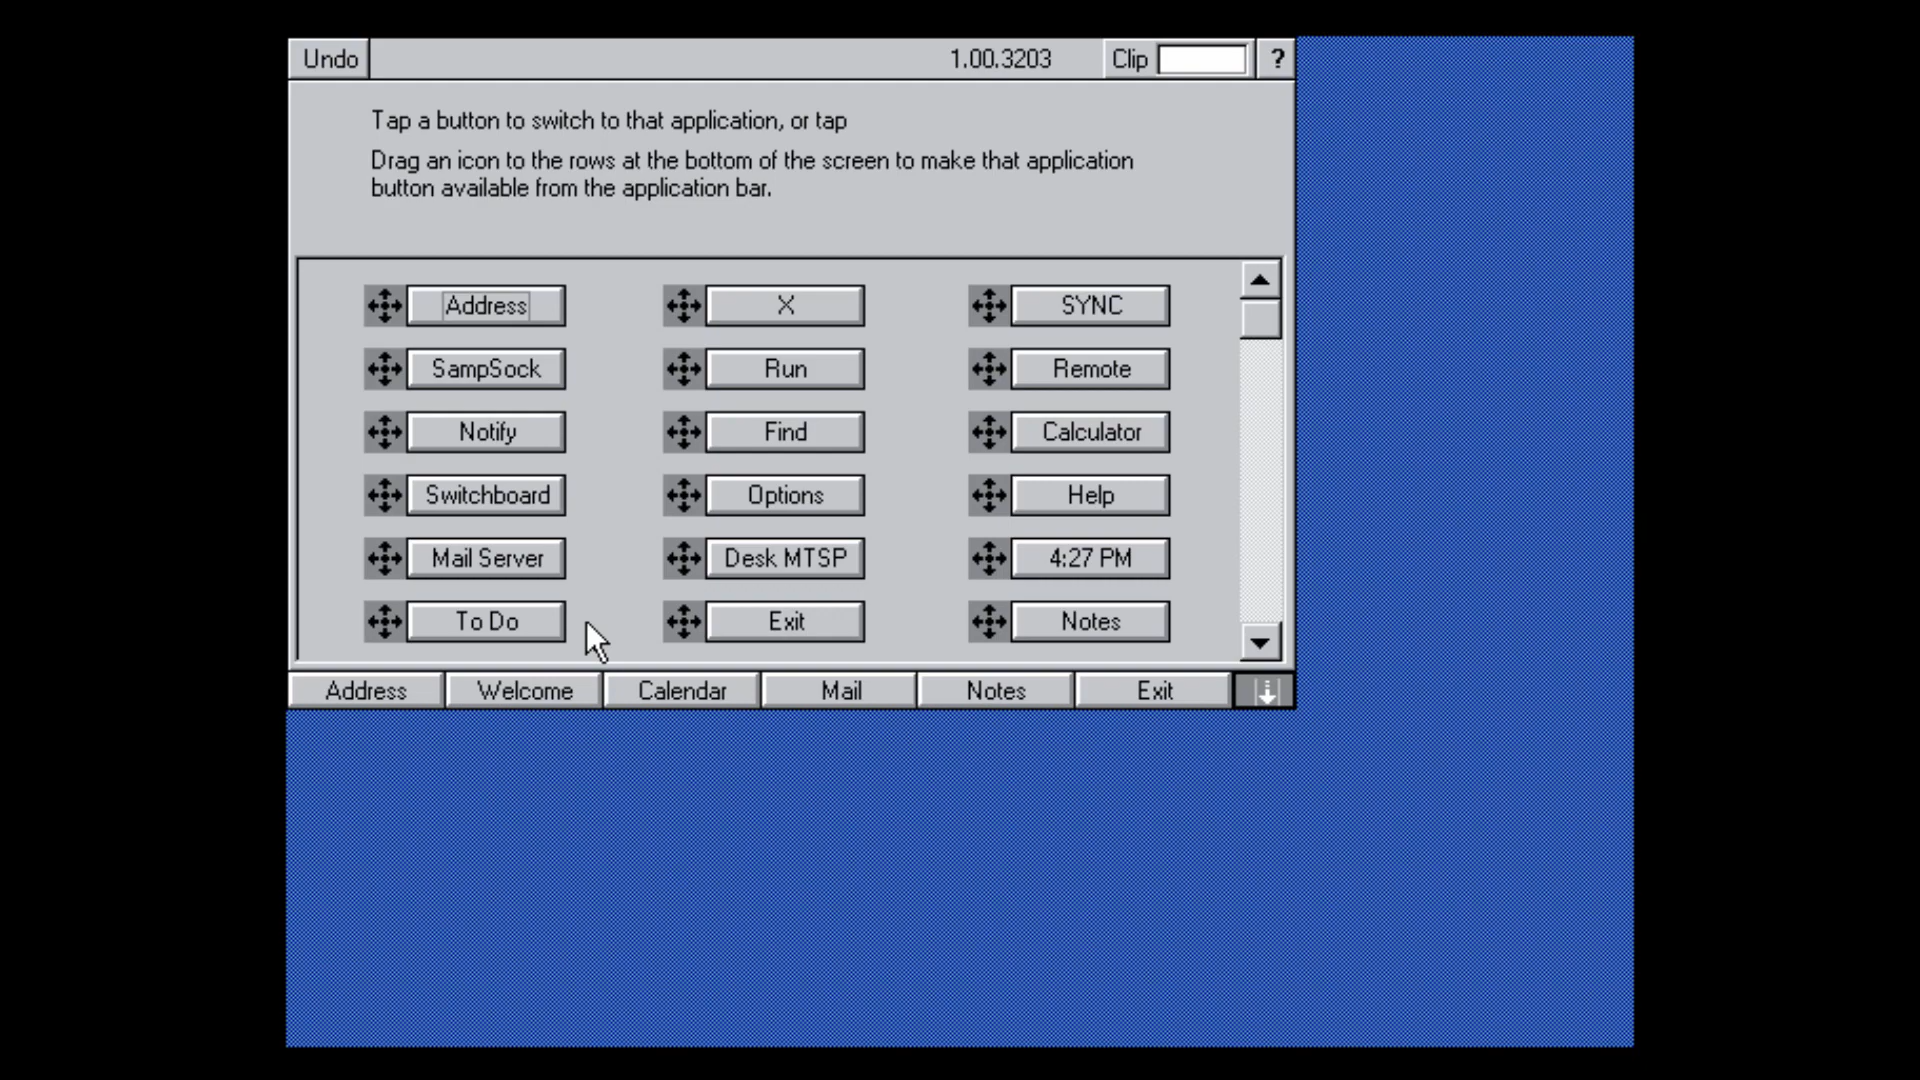 Undo 1.00.3203 Clip ?
Tap a button to switch to that application, or tap
Drag an icon to the rows at the bottom of the screen to make that application
button available from the application bar.
Address X SYNC
SampSock Run Remote
Notify Find Calculator
Switchboard Options Help
Mail Server Desk MTSP 4:27 PM
To Do Exit Notes
Address Welcome Calendar Mail Notes Exit